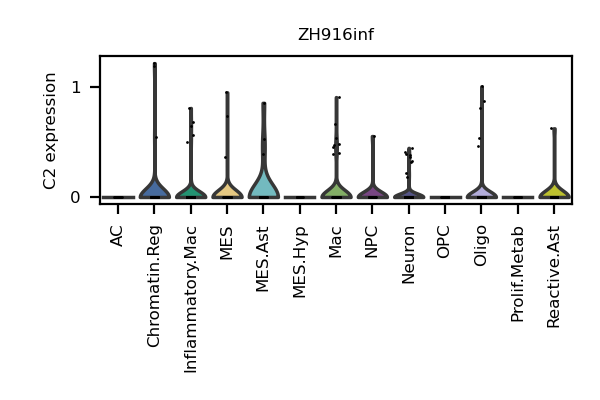 ZH916inf
C2 expression
1
0
AC
Chromatin.Reg
Inflammatory.Mac
MES
MES.Ast
MES.Hyp
Mac
NPC
Neuron
OPC
Oligo
Prolif.Metab
Reactive.Ast